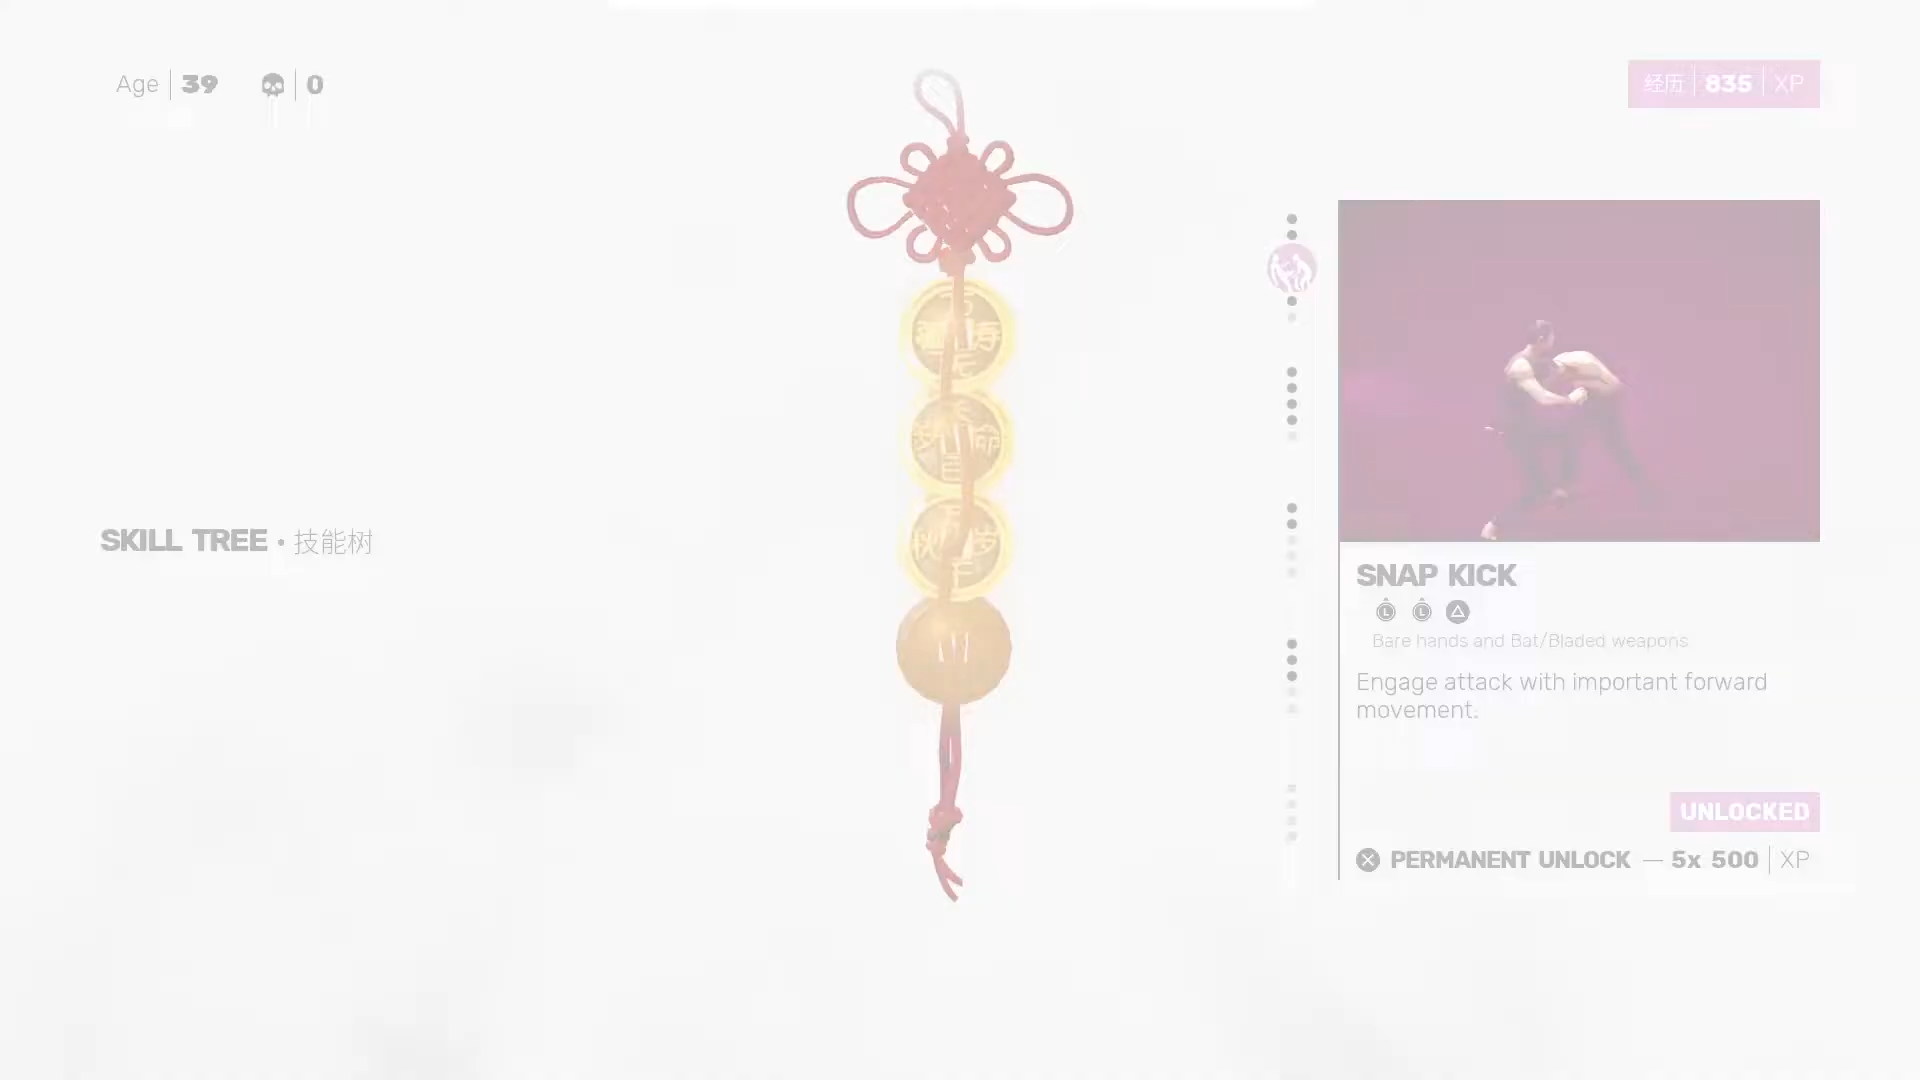 Age 39 0
经历 835 XP
SKILL TREE • 技能树
SNAP KICK
L L △
Bare hands and Bat/Bladed weapons
Engage attack with important forward
movement.
UNLOCKED
PERMANENT UNLOCK — 5x 500 XP